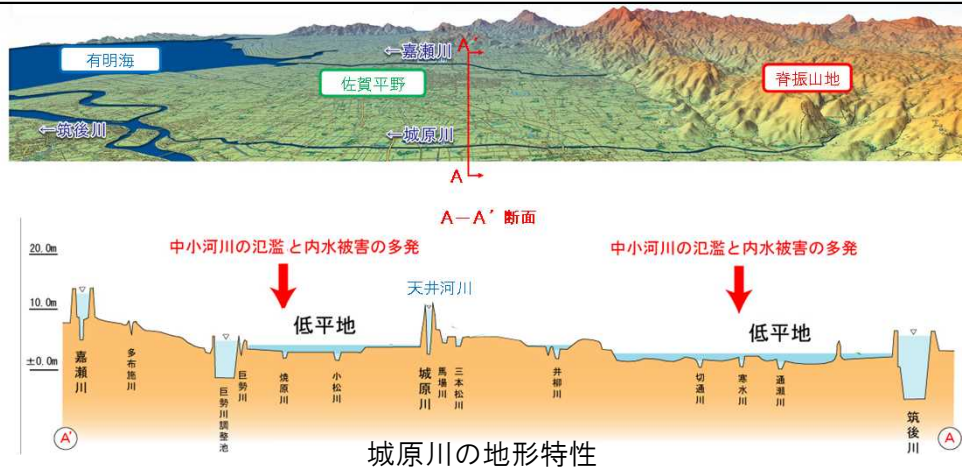 有明海
←嘉瀬川
A´
佐賀平野
脊振山地
←筑後川
←城原川
A
A－A´断面
20.0m
中小河川の氾濫と内水被害の多発
中小河川の氾濫と内水被害の多発
天井河川
10.0m
低平地
低平地
±0.0m
嘉瀬川
多布施川
巨勢川調整池
巨勢川
焼原川
小松川
城原川
馬場川
三本松川
井柳川
切通川
寒水川
通瀬川
筑後川
A'
A
城原川の地形特性